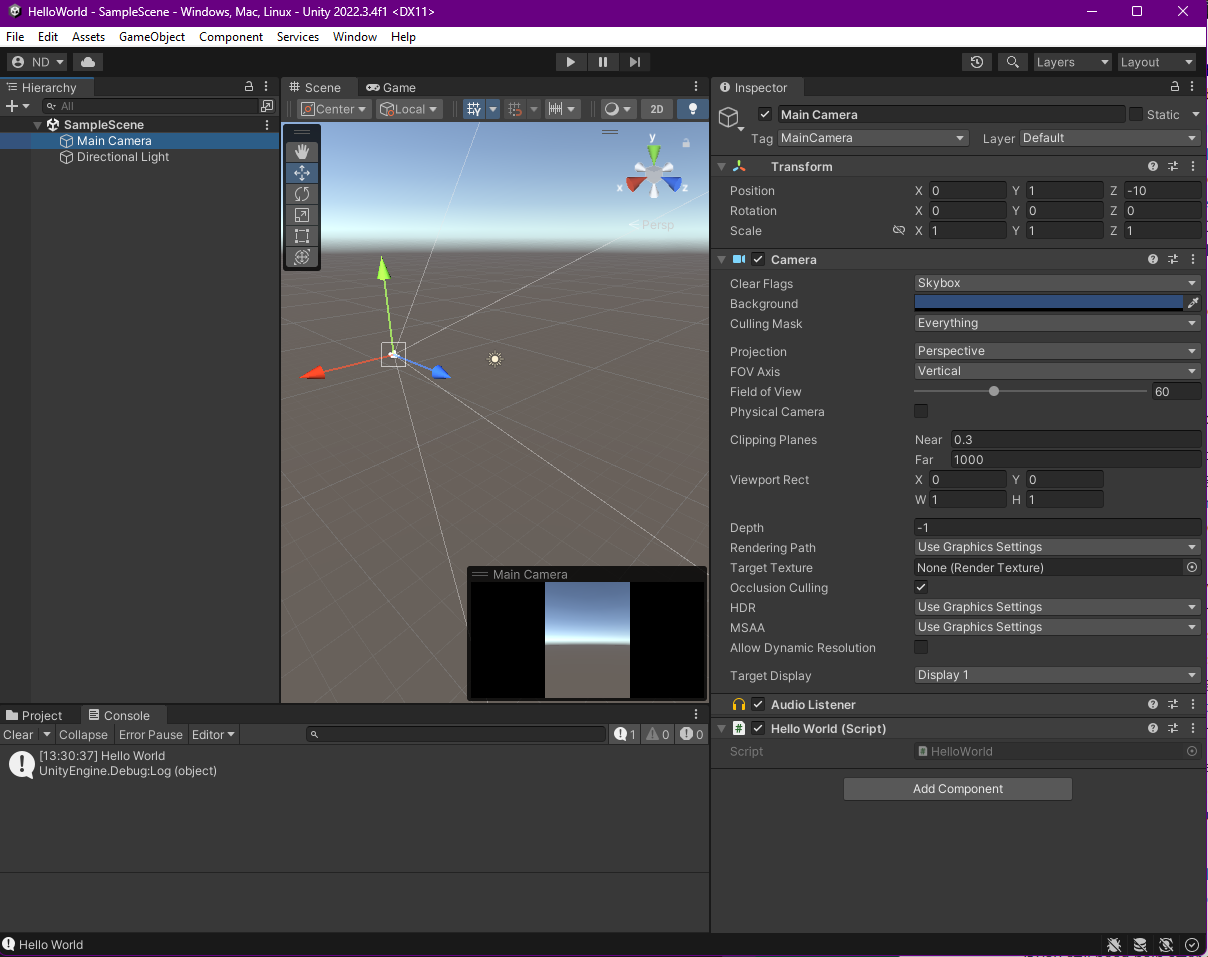 HelloWorld - SampleScene - Windows, Mac, Linux - Unity 2022.3.4f1 <DX11>
File Edit Assets GameObject Component Services Window Help
ND Layers Layout
Hierarchy
All
SampleScene
Main Camera
Directional Light
Scene Game
Center Local 2D
y
x z
Persp
Main Camera
Inspector
Main Camera Static
Tag MainCamera Layer Default
Transform
Position X 0 Y 1 Z -10
Rotation X 0 Y 0 Z 0
Scale X 1 Y 1 Z 1
Camera
Clear Flags Skybox
Background
Culling Mask Everything
Projection Perspective
FOV Axis Vertical
Field of View 60
Physical Camera
Clipping Planes Near 0.3
Far 1000
Viewport Rect X 0 Y 0
W 1 H 1
Depth -1
Rendering Path Use Graphics Settings
Target Texture None (Render Texture)
Occlusion Culling
HDR Use Graphics Settings
MSAA Use Graphics Settings
Allow Dynamic Resolution
Target Display Display 1
Audio Listener
# Hello World (Script)
Script # HelloWorld
Add Component
Project Console
Clear Collapse Error Pause Editor 1 0 0
[13:30:37] Hello World
UnityEngine.Debug:Log (object)
Hello World